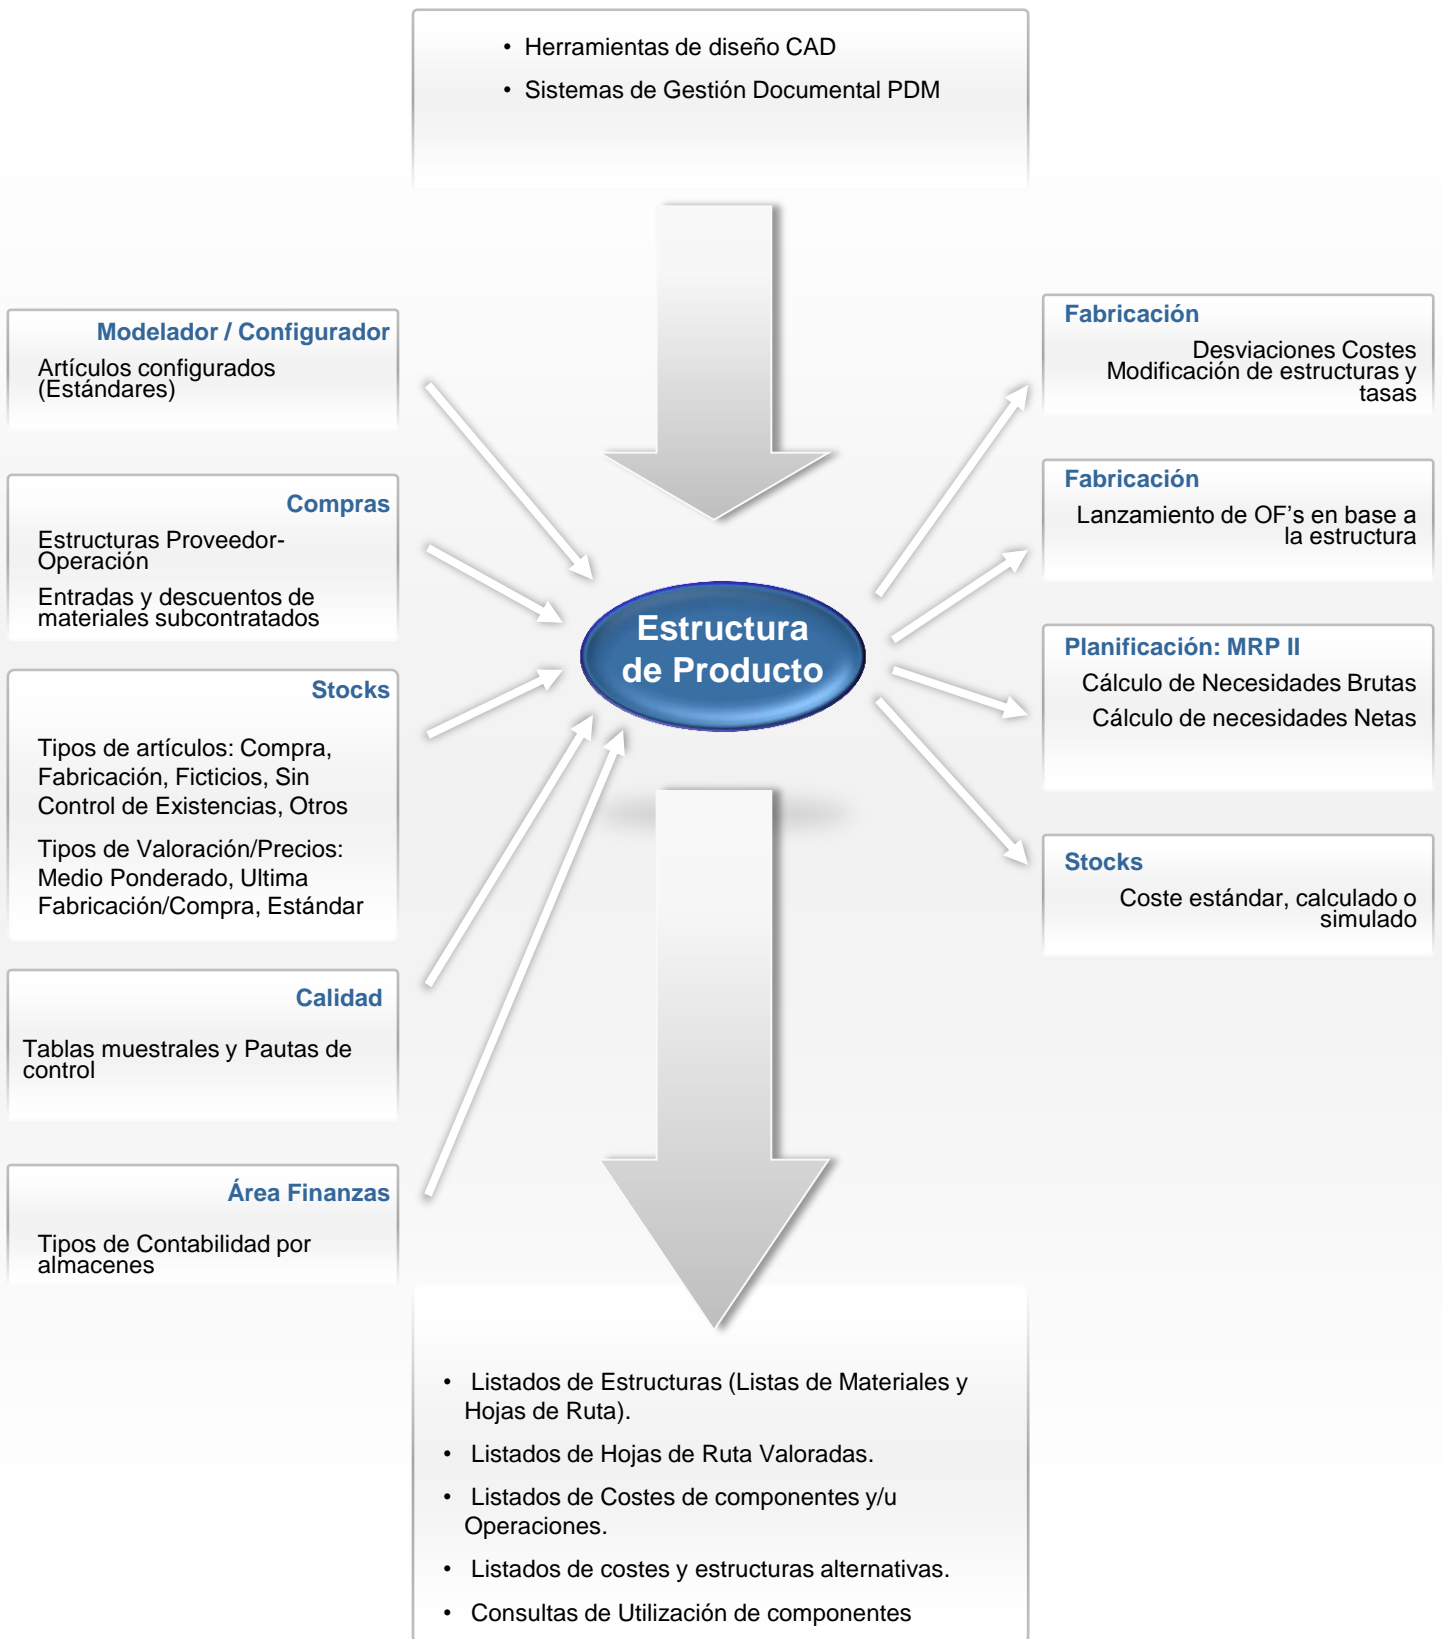 • Herramientas de diseño CAD
• Sistemas de Gestión Documental PDM
Modelador / Configurador
Artículos configurados
(Estándares)
Compras
Estructuras Proveedor-
Operación
Entradas y descuentos de
materiales subcontratados
Stocks
Tipos de artículos: Compra,
Fabricación, Ficticios, Sin
Control de Existencias, Otros
Tipos de Valoración/Precios:
Medio Ponderado, Ultima
Fabricación/Compra, Estándar
Calidad
Tablas muestrales y Pautas de
control
Área Finanzas
Tipos de Contabilidad por
almacenes
Estructura
de Producto
Fabricación
Desviaciones Costes
Modificación de estructuras y
tasas
Fabricación
Lanzamiento de OF’s en base a
la estructura
Planificación: MRP II
Cálculo de Necesidades Brutas
Cálculo de necesidades Netas
Stocks
Coste estándar, calculado o
simulado
• Listados de Estructuras (Listas de Materiales y
Hojas de Ruta).
• Listados de Hojas de Ruta Valoradas.
• Listados de Costes de componentes y/u
Operaciones.
• Listados de costes y estructuras alternativas.
• Consultas de Utilización de componentes